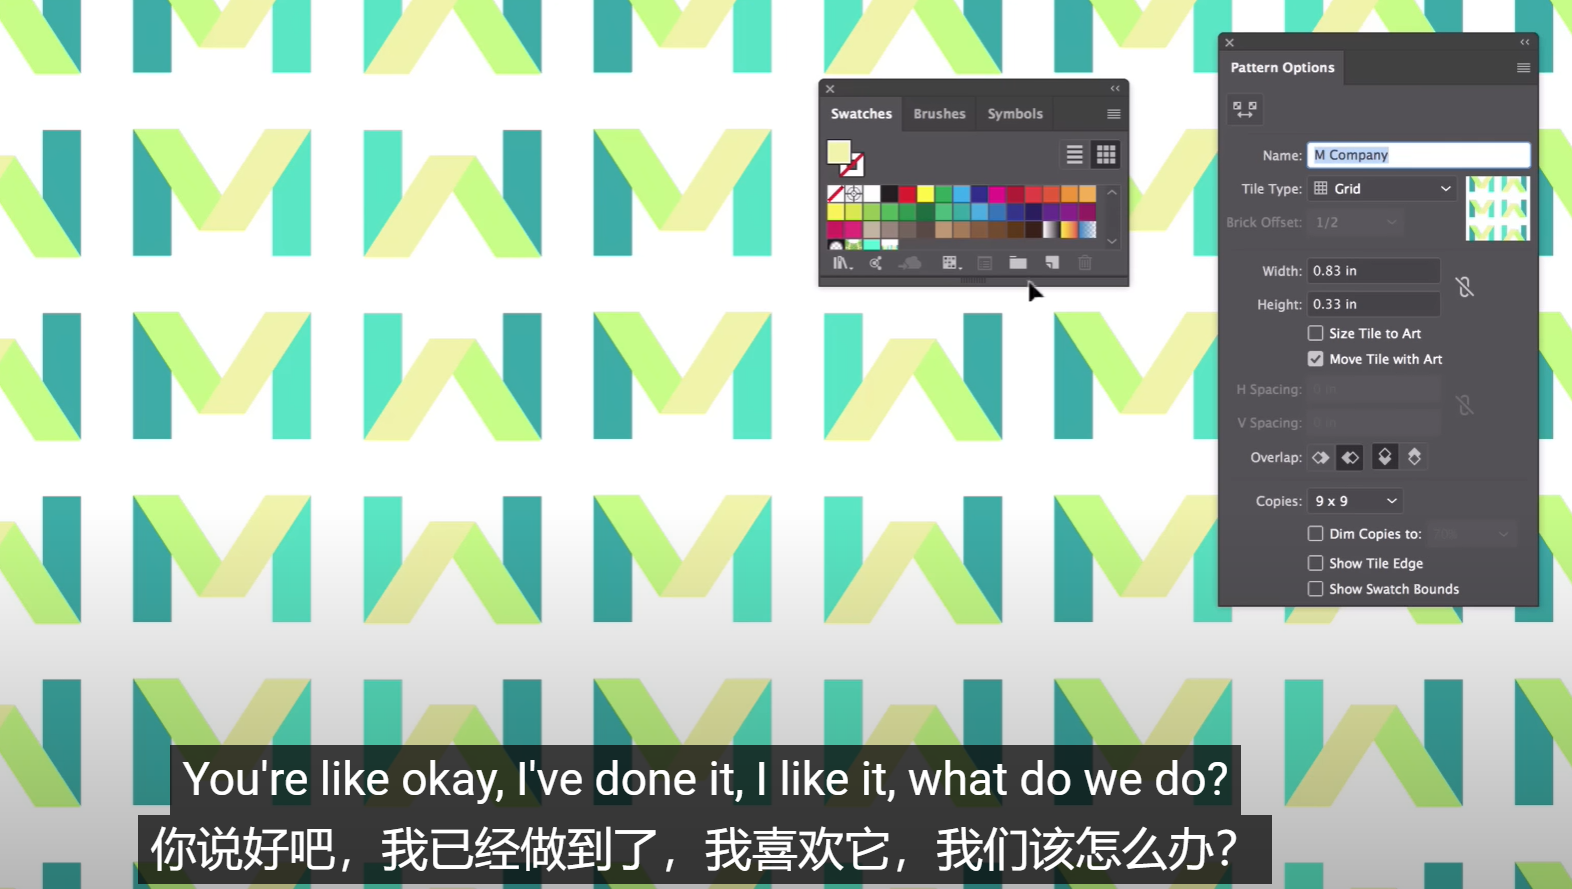 Pattern Options
Swatches
Brushes
Symbols
Name: M Company
Tile Type: Grid
Brick Offset: 1/2
Width: 0.83 in
Height: 0.33 in
Size Tile to Art
Move Tile with Art
H Spacing: 0 in
V Spacing: 0 in
Overlap:
Copies: 9 x 9
Dim Copies to:
Show Tile Edge
Show Swatch Bounds
You're like okay, I've done it, I like it, what do we do?
你说好吧，我已经做到了，我喜欢它，我们该怎么办？